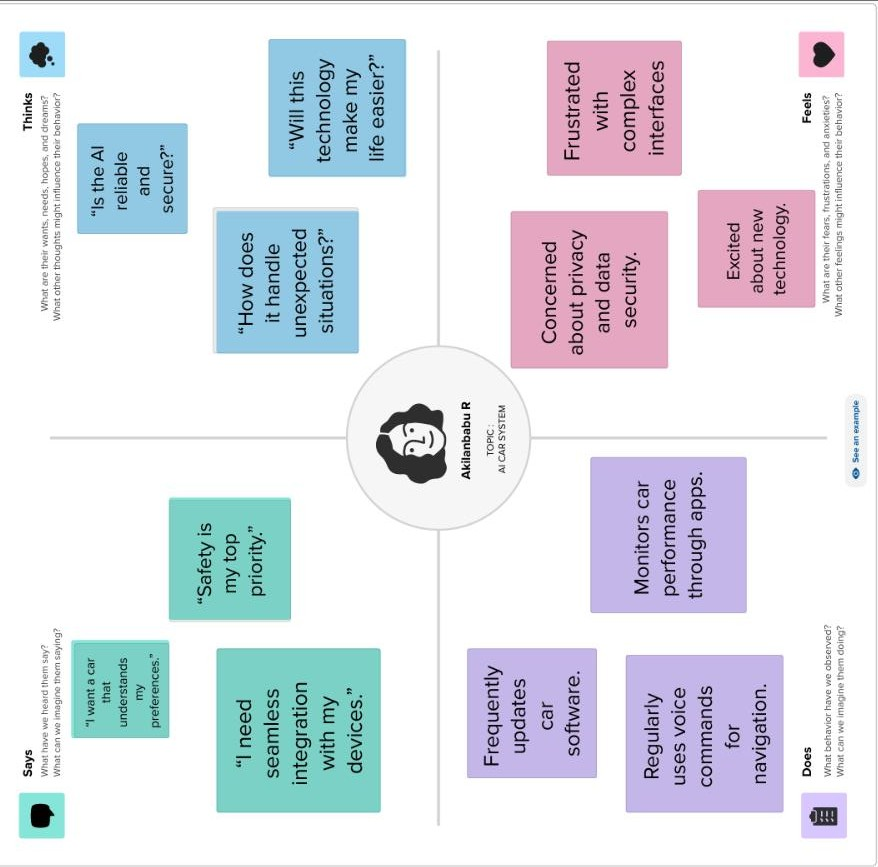 Says
What have we heard them say?
What can we imagine them saying?
“I want a car
that
understands
my
preferences.”
“Safety is
my top
priority.”
“I need
seamless
integration
with my
devices.”
Thinks
What are their wants, needs, hopes, and dreams?
What other thoughts might influence their behavior?
“Is the AI
reliable
and
secure?”
“Will this
technology
make my
life easier?”
“How does
it handle
unexpected
situations?”
Akilanbabu R
TOPIC :
AI CAR SYSTEM
Frequently
updates
car
software.
Monitors car
performance
through apps.
Regularly
uses voice
commands
for
navigation.
Does
What behavior have we observed?
What can we imagine them doing?
Frustrated
with
complex
interfaces
Concerned
about privacy
and data
security.
Excited
about new
technology.
Feels
What are their fears, frustrations, and anxieties?
What other feelings might influence their behavior?
See an example